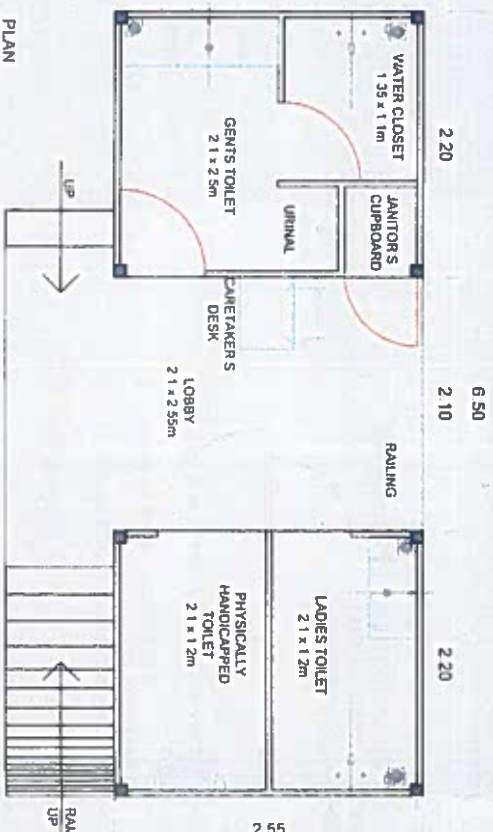 6.50
2.20
2.10
2.20
WATER CLOSET
1 35 x 1.1m
JANITOR'S
CUPBOARD
RAILING
GENTS TOILET
2 1 x 2 5m
URINAL
CARETAKER S
DESK
LOBBY
2 1 x 2 55m
LADIES TOILET
2 1 x 1 2m
PHYSICALLY
HANDICAPPED
TOILET
2 1 x 1 2m
2.55
UP
UP
PLAN